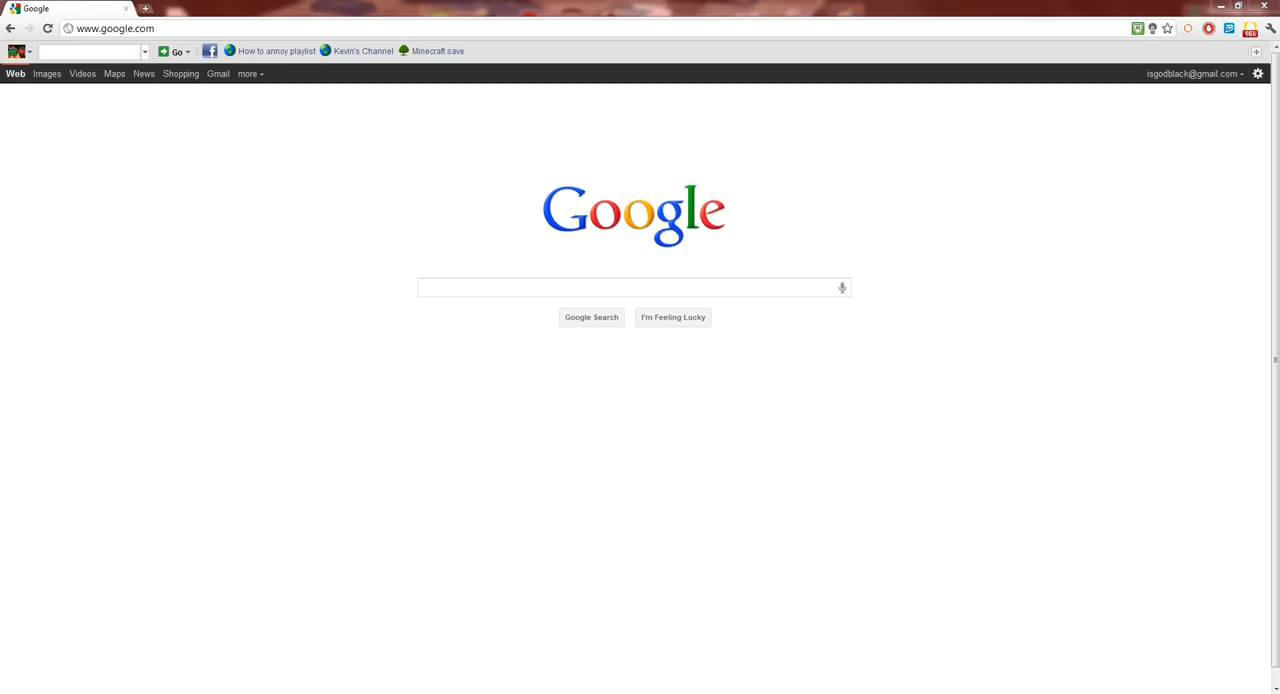 Google
www.google.com
16k
Go How to annoy playlist Kevin's Channel Minecraft save
Web Images Videos Maps News Shopping Gmail more isgodblack@gmail.com
Google
Google Search I'm Feeling Lucky